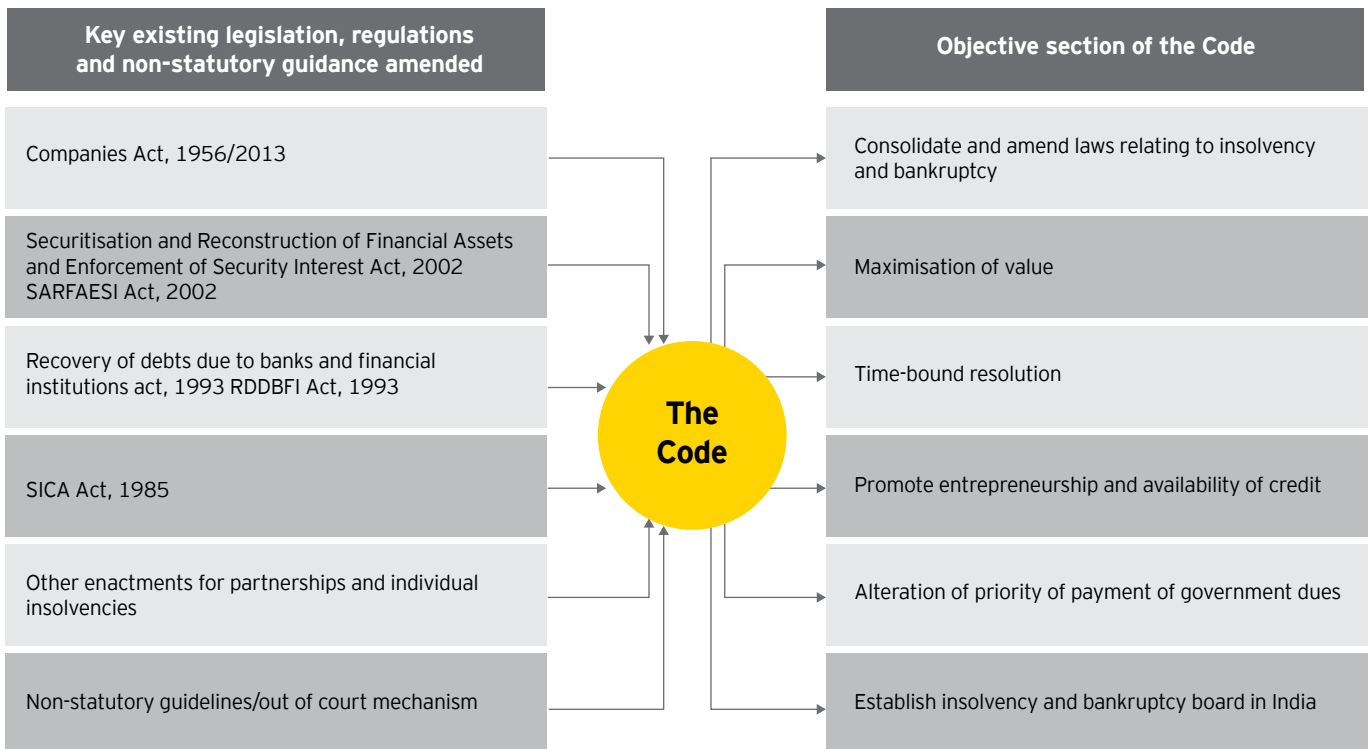 Key existing legislation, regulations
and non-statutory guidance amended
Companies Act, 1956/2013
Securitisation and Reconstruction of Financial Assets
and Enforcement of Security Interest Act, 2002
SARFAESI Act, 2002
Recovery of debts due to banks and financial
institutions act, 1993 RDDBFI Act, 1993
SICA Act, 1985
Other enactments for partnerships and individual
insolvencies
Non-statutory guidelines/out of court mechanism
The
Code
Objective section of the Code
Consolidate and amend laws relating to insolvency
and bankruptcy
Maximisation of value
Time-bound resolution
Promote entrepreneurship and availability of credit
Alteration of priority of payment of government dues
Establish insolvency and bankruptcy board in India